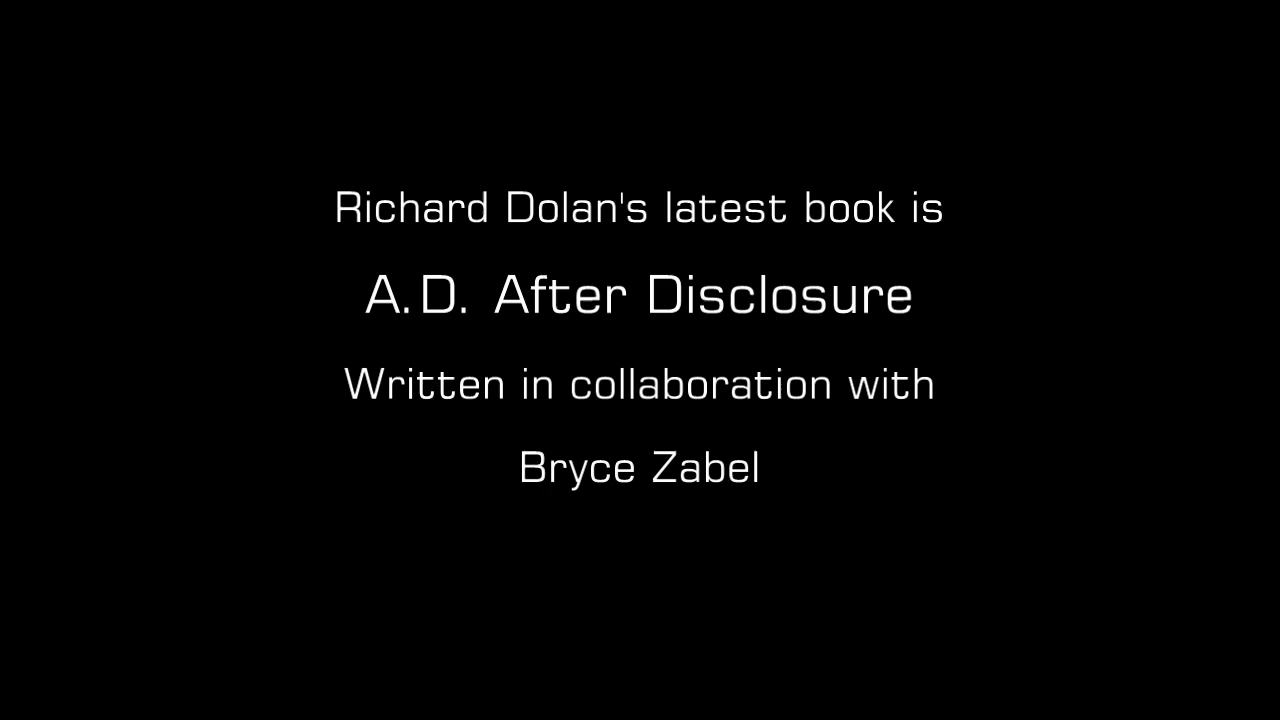 Richard Dolan's latest book is
A.D. After Disclosure
Written in collaboration with
Bryce Zabel